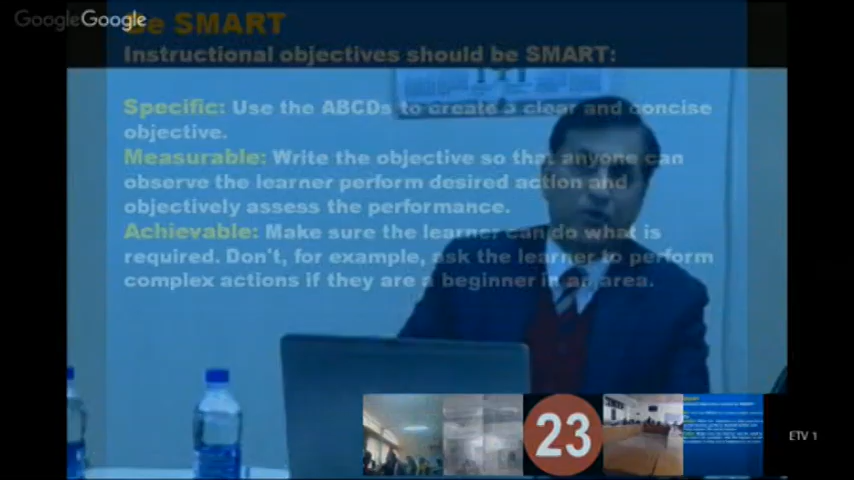 GoogleGoogle
Be SMART
Instructional objectives should be SMART:
Specific: Use the ABCDs to create a clear and concise
objective.
Measurable: Write the objective so that anyone can
observe the learner perform desired action and
objectively assess the performance.
Achievable: Make sure the learner can do what is
required. Don't, for example, ask the learner to perform
complex actions if they are a beginner in an area.
23
ETV 1